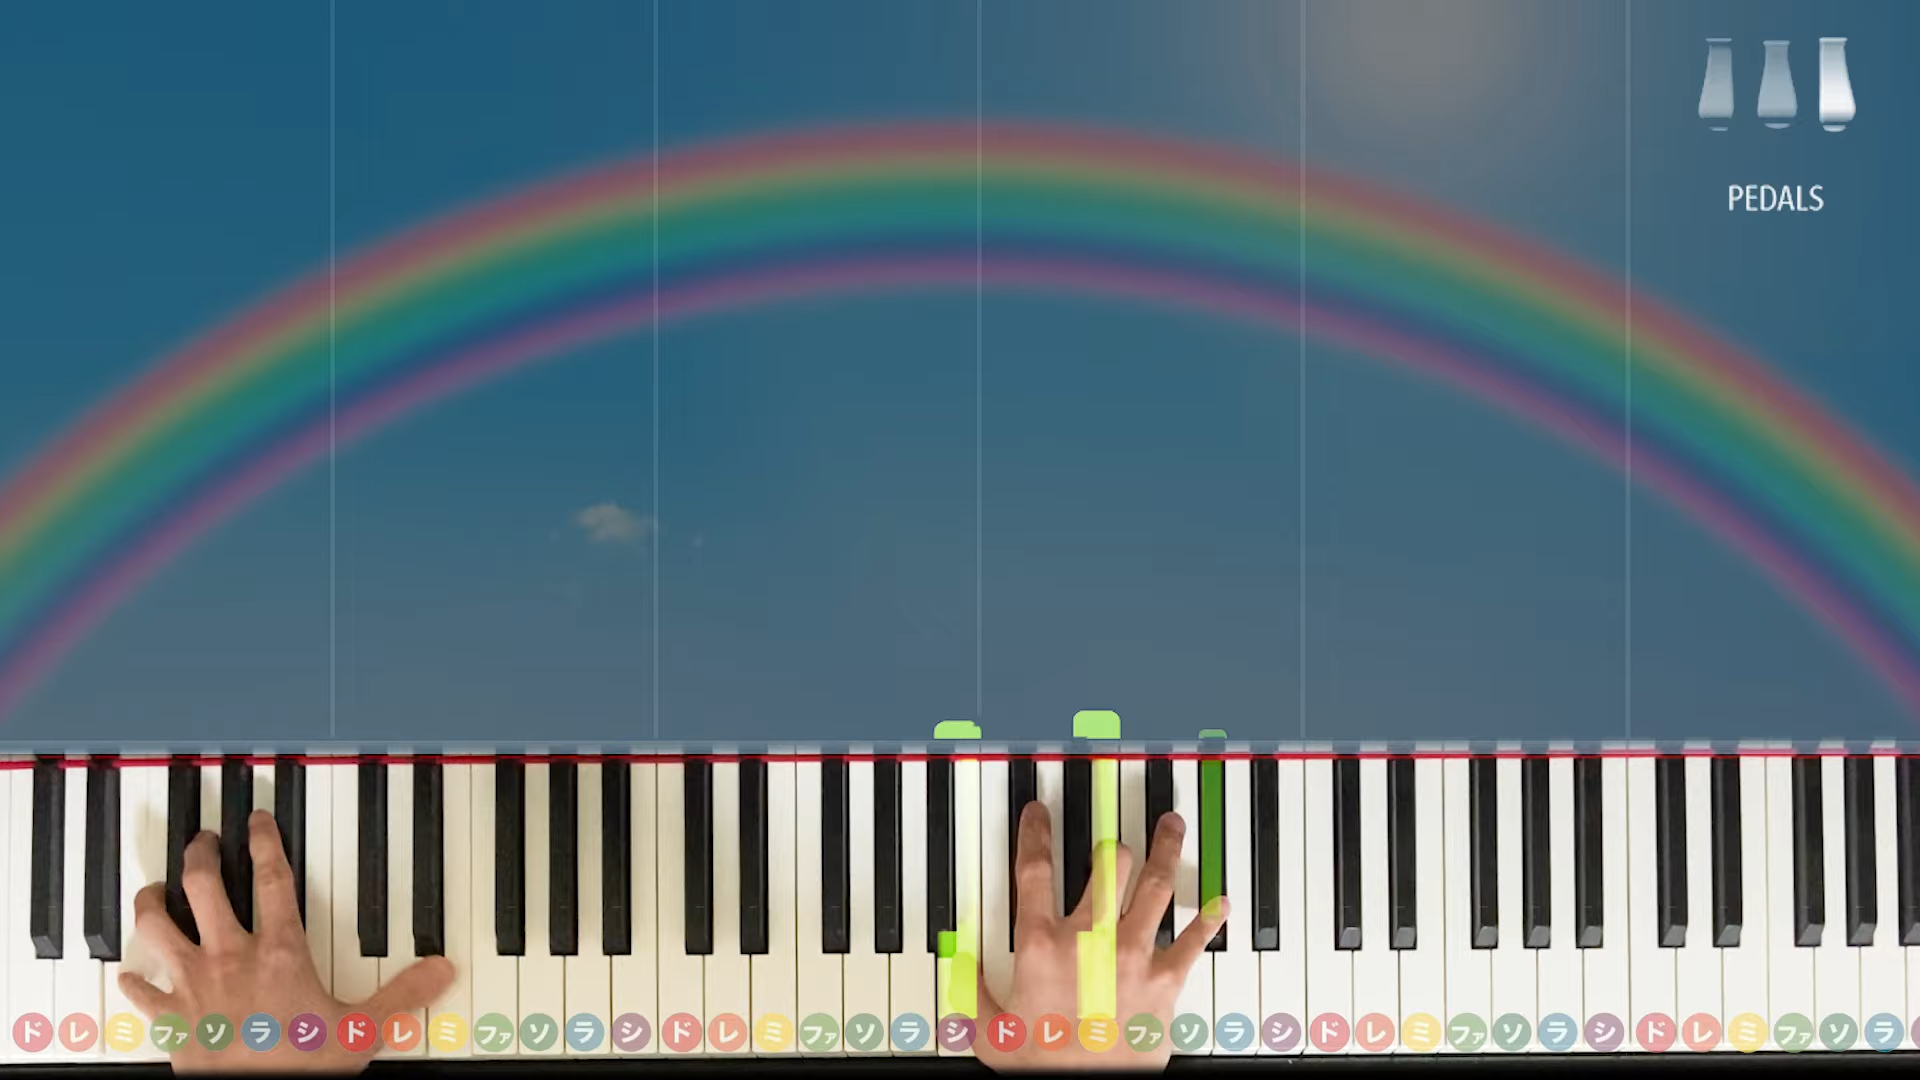 PEDALS
ド レ ミ ファ ソ ラ シ ド レ ミ ファ ソ ラ シ ド レ ミ ファ ソ ラ シ ド レ ミ ファ ソ ラ シ ド レ ミ ファ ソ ラ シ ド レ ミ ファ ソ ラ